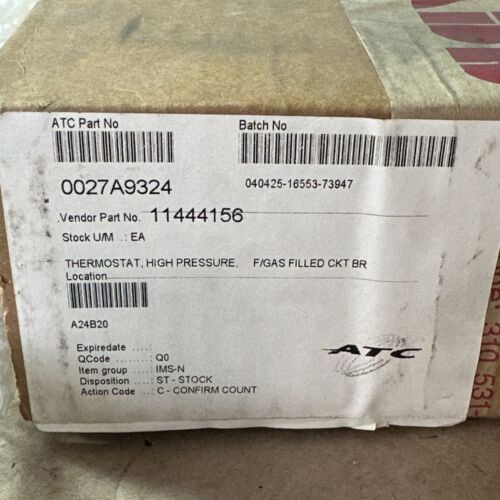 ATC Part No
Batch No
0027A9324
040425-16553-73947
Vendor Part No. 11444156
Stock U/M .: EA
THERMOSTAT, HIGH PRESSURE, F/GAS FILLED CKT BR
Location
A24B20
Expiredate . . . . :
QCode . . . . . . . : Q0
Item group . . . . : IMS-N
Disposition . . . . : ST - STOCK
Action Code . . . : C - CONFIRM COUNT
ATC
310 531-